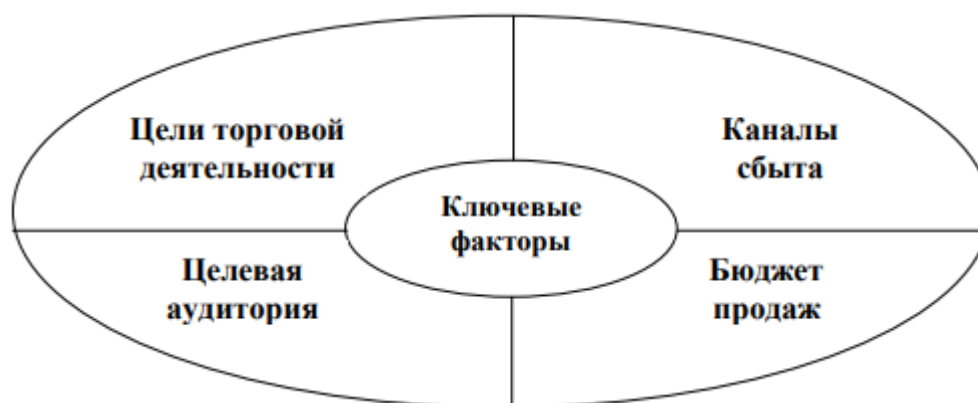 Цели торговой
деятельности
Каналы
сбыта
Ключевые
факторы
Целевая
аудитория
Бюджет
продаж